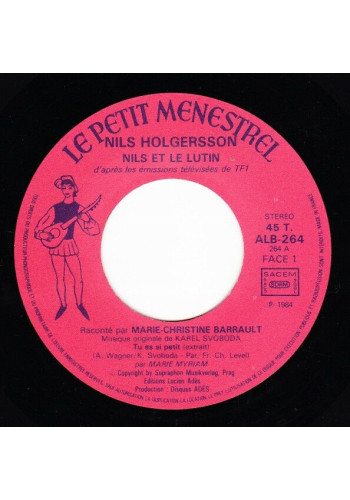 LE PETIT MENESTREL
NILS HOLGERSSON
NILS ET LE LUTIN
d'après les émissions télévisées de TF1
STEREO
45 T.
ALB-264
264 A
FACE 1
SACEM
SDRM
P 1984
Raconté par MARIE-CHRISTINE BARRAULT
Musique originale de KAREL SVOBODA
Tu es si petit (extrait)
(A. Wagner/K. Svoboda - Par. Fr. Ch. Level)
par MARIE MYRIAM
© Copyright by Supraphon Musikverlag, Prag
Editions Lucien Adès
Production : Disques ADÈS